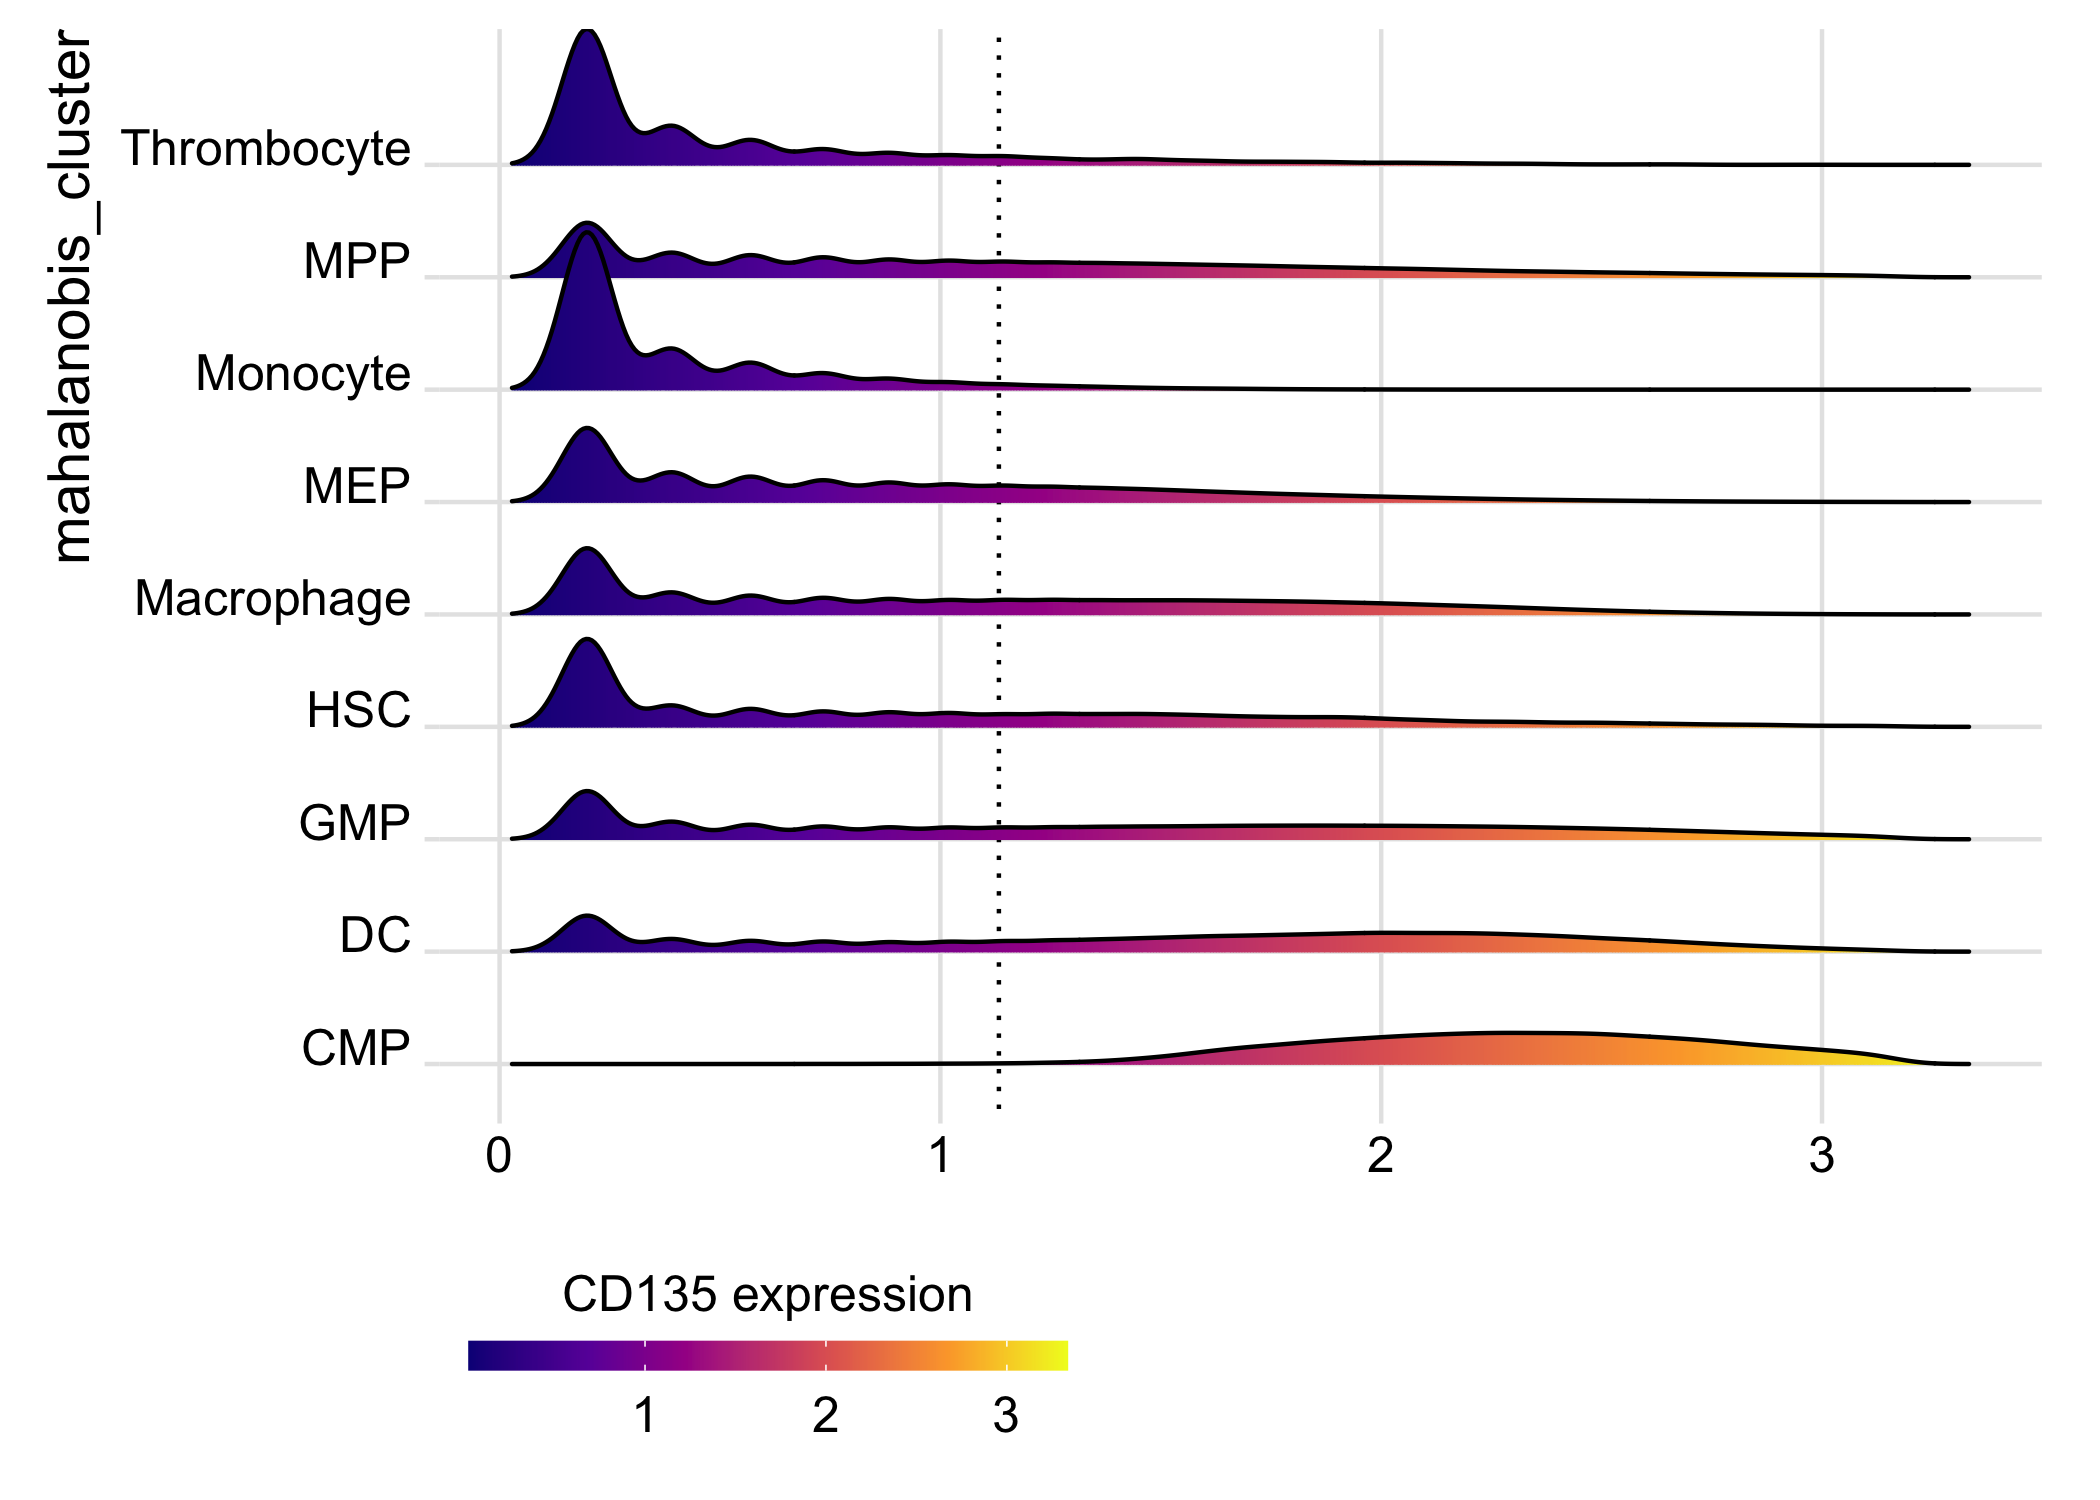 mahalanobis_cluster
Thrombocyte
MPP
Monocyte
MEP
Macrophage
HSC
GMP
DC
CMP
0 1 2 3
CD135 expression
1 2 3